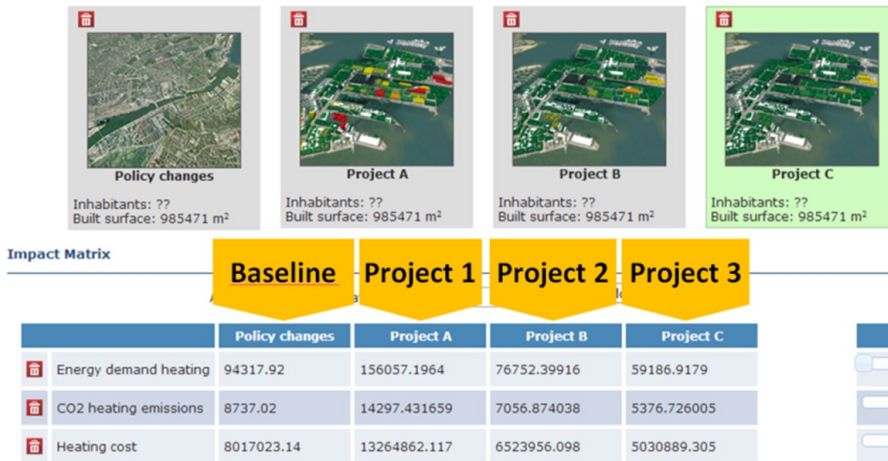 Policy changes
Inhabitants: ??
Built surface: 985471 m²
Project A
Inhabitants: ??
Built surface: 985471 m²
Project B
Inhabitants: ??
Built surface: 985471 m²
Project C
Inhabitants: ??
Built surface: 985471 m²
Impact Matrix
Baseline Project 1 Project 2 Project 3
Policy changes Project A Project B Project C
Energy demand heating 94317.92 156057.1964 76752.39916 59186.9179
CO2 heating emissions 8737.02 14297.431659 7056.874038 5376.726005
Heating cost 8017023.14 13264862.117 6523956.098 5030889.305